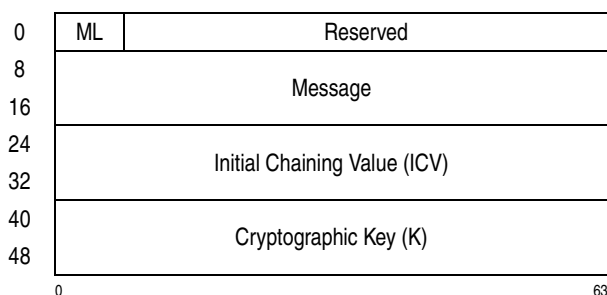 0 ML Reserved
8
Message
16
24
Initial Chaining Value (ICV)
32
40
Cryptographic Key (K)
48
0 63